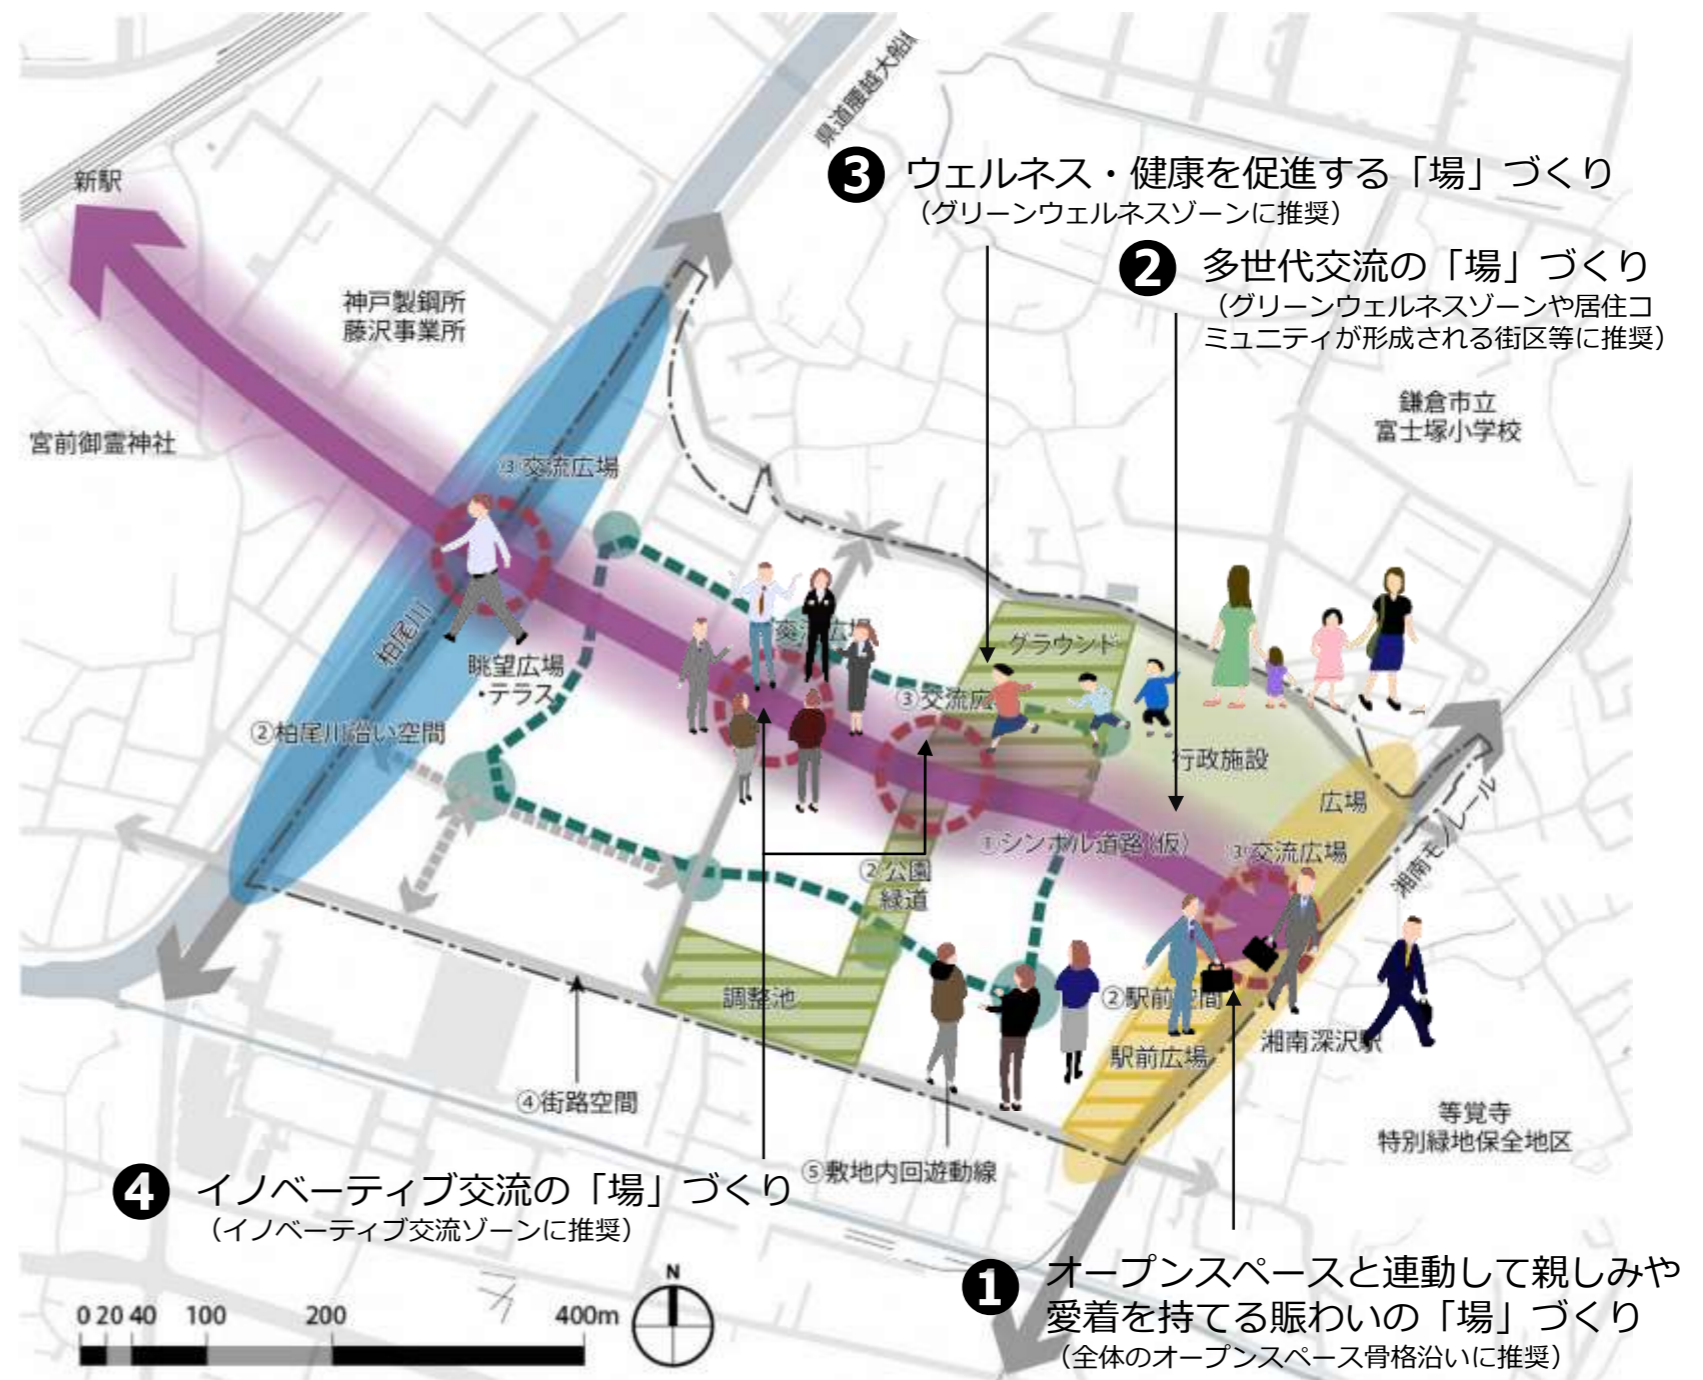 県道腰越大船
新駅
❸ ウェルネス・健康を促進する「場」づくり
（グリーンウェルネスゾーンに推奨）
❷ 多世代交流の「場」づくり
（グリーンウェルネスゾーンや居住コ
ミュニティが形成される街区等に推奨）
神戸製鋼所
藤沢事業所
鎌倉市立
富士塚小学校
宮前御霊神社
③交流広場
柏尾川
眺望広場
・テラス
交流広場
グラウンド
③交流広
②柏尾川沿い空間
行政施設
広場
湘南モノレール
①シンボル道路（仮）
③交流広場
②公園
緑道
調整池
②駅前空間
駅前広場
湘南深沢駅
④街路空間
等覚寺
特別緑地保全地区
⑤敷地内回遊動線
❹ イノベーティブ交流の「場」づくり
（イノベーティブ交流ゾーンに推奨）
❶ オープンスペースと連動して親しみや
愛着を持てる賑わいの「場」づくり
（全体のオープンスペース骨格沿いに推奨）
0 20 40 100 200 400m
N